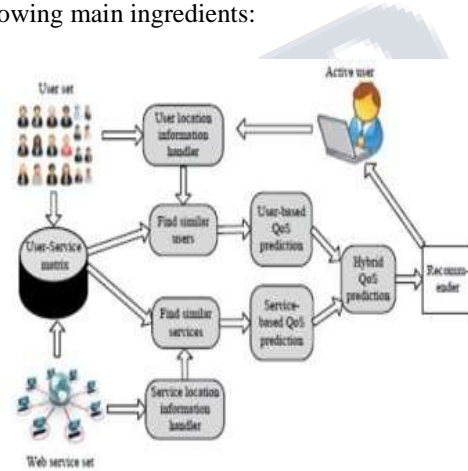 owing main ingredients:
Active user
User set
User location
information
handler
Find similar
users
User-based
QoS
prediction
User-Service
matrix
Hybrid
QoS
prediction
Recomm-
ender
Find similar
services
Service-
based QoS
prediction
Service location
information
handler
Web service set